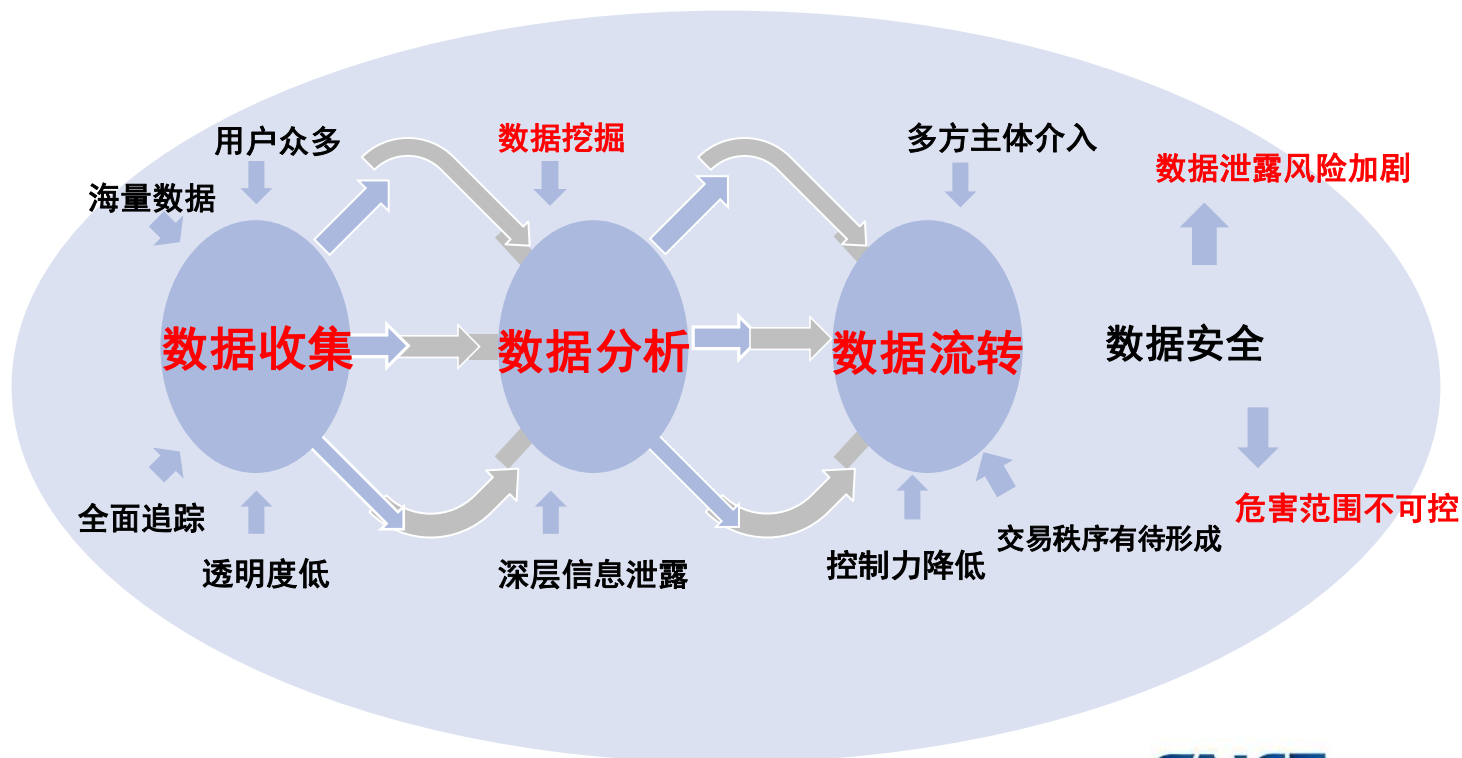 用户众多
数据挖掘
多方主体介入
数据泄露风险加剧
海量数据
数据收集
数据分析
数据流转
数据安全
全面追踪
透明度低
深层信息泄露
控制力降低
交易秩序有待形成
危害范围不可控